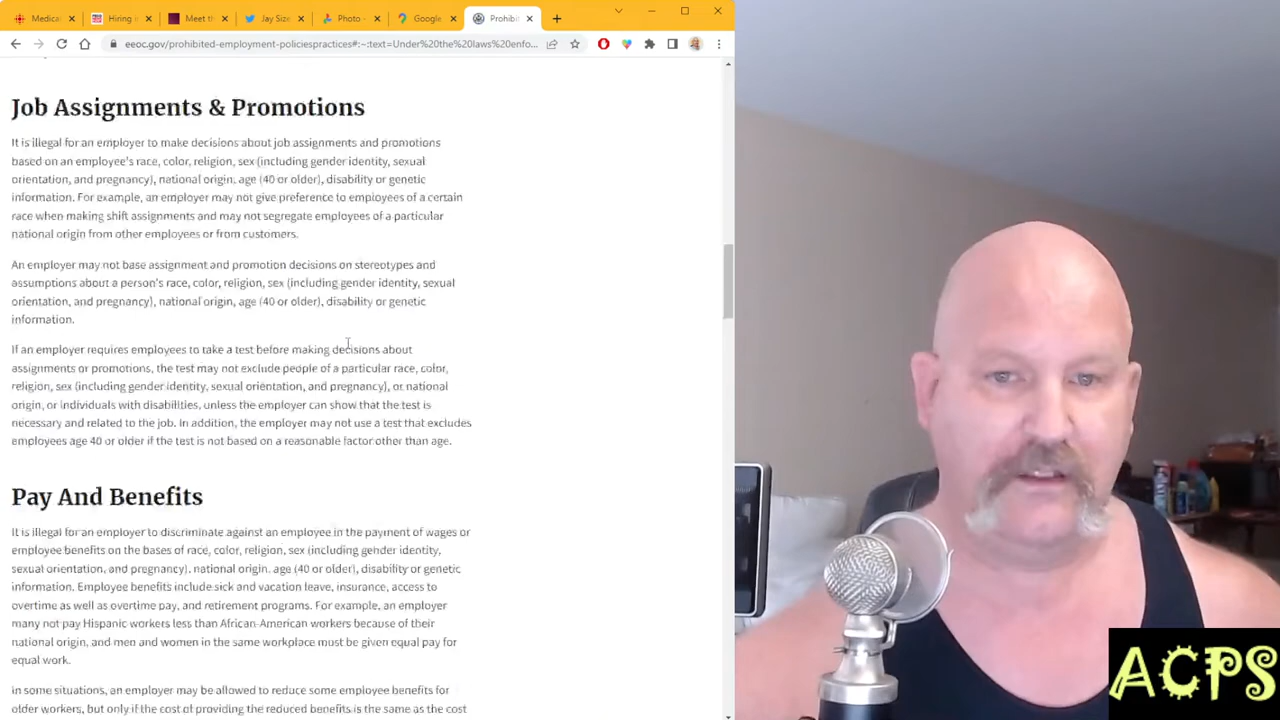 Medical
Hiring i
Meet th
Jay Size
Photo -
Google
Prohibit
eeoc.gov/prohibited-employment-policiespractices#:~:text=Under%20the%20laws%20enfo...
Job Assignments & Promotions
It is illegal for an employer to make decisions about job assignments and promotions
based on an employee's race, color, religion, sex (including gender identity, sexual
orientation, and pregnancy), national origin, age (40 or older), disability or genetic
information. For example, an employer may not give preference to employees of a certain
race when making shift assignments and may not segregate employees of a particular
national origin from other employees or from customers.
An employer may not base assignment and promotion decisions on stereotypes and
assumptions about a person's race, color, religion, sex (including gender identity, sexual
orientation, and pregnancy), national origin, age (40 or older), disability or genetic
information.
If an employer requires employees to take a test before making decisions about
assignments or promotions, the test may not exclude people of a particular race, color,
religion, sex (including gender identity, sexual orientation, and pregnancy), or national
origin, or individuals with disabilities, unless the employer can show that the test is
necessary and related to the job. In addition, the employer may not use a test that excludes
employees age 40 or older if the test is not based on a reasonable factor other than age.
Pay And Benefits
It is illegal for an employer to discriminate against an employee in the payment of wages or
employee benefits on the bases of race, color, religion, sex (including gender identity,
sexual orientation, and pregnancy), national origin, age (40 or older), disability or genetic
information. Employee benefits include sick and vacation leave, insurance, access to
overtime as well as overtime pay, and retirement programs. For example, an employer
many not pay Hispanic workers less than African-American workers because of their
national origin, and men and women in the same workplace must be given equal pay for
equal work.
In some situations, an employer may be allowed to reduce some employee benefits for
older workers, but only if the cost of providing the reduced benefits is the same as the cost
ACPS